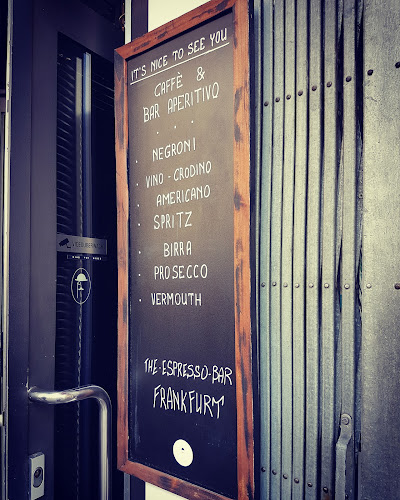 IT'S NICE TO SEE YOU
CAFFÈ &
BAR APERITIVO
· · ·
· NEGRONI
· VINO - CRODINO
· AMERICANO
· SPRITZ
· BIRRA
· PROSECCO
· VERMOUTH
THE-ESPRESSO-BAR
FRANKFURT